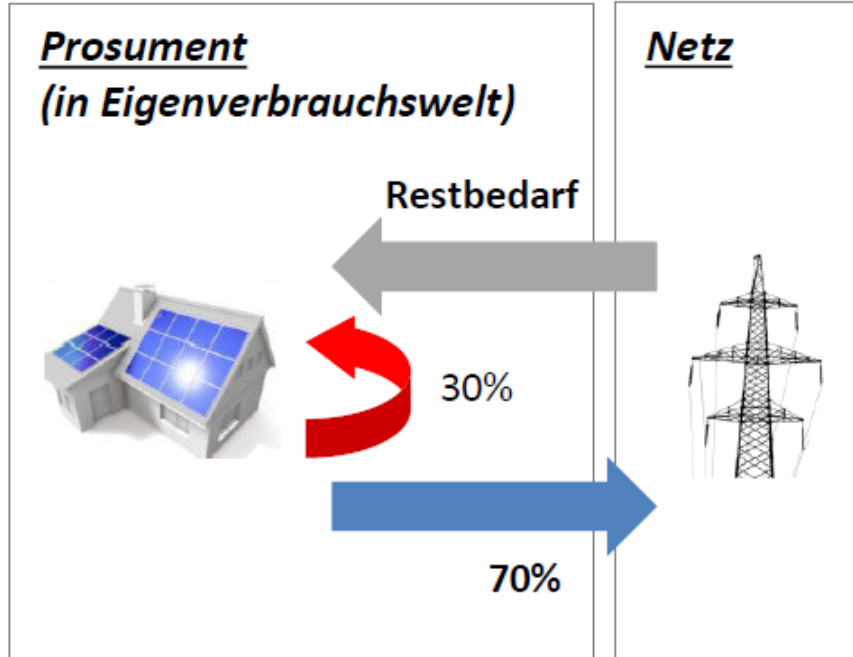 Prosument
(in Eigenverbrauchswelt)
Netz
Restbedarf
30%
70%